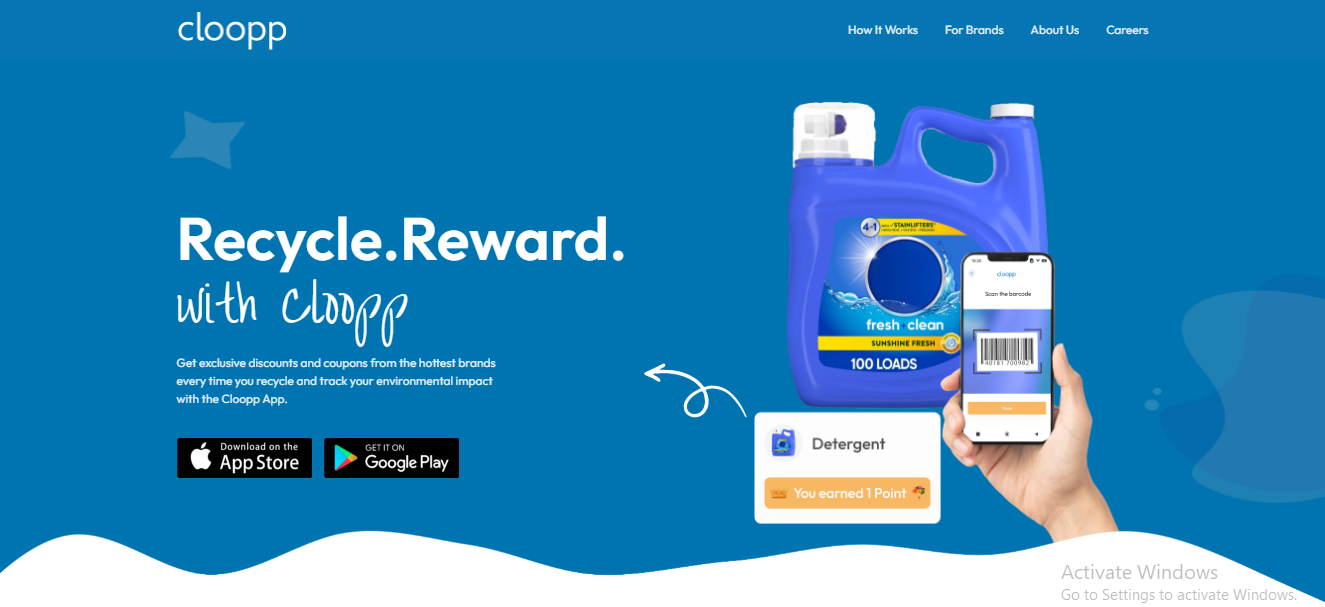 cloopp
How It Works
For Brands
About Us
Careers
Recycle.Reward.
with Cloopp
Get exclusive discounts and coupons from the hottest brands
every time you recycle and track your environmental impact
with the Cloopp App.
Download on the
App Store
GET IT ON
Google Play
4in1
STAINLIFTERS
fresh+clean
SUNSHINE FRESH
100 LOADS
cloopp
Scan the barcode
40181 700982
Detergent
You earned 1 Point
Activate Windows
Go to Settings to activate Windows.